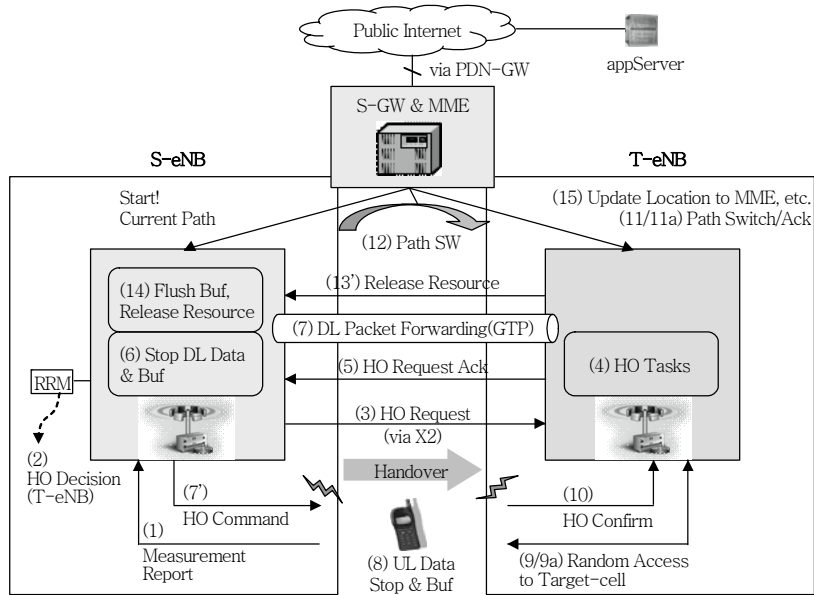 Public Internet
appServer
via PDN-GW
S-GW & MME
S-eNB
T-eNB
Start!
Current Path
(15) Update Location to MME, etc.
(11/11a) Path Switch/Ack
(12) Path SW
(14) Flush Buf,
Release Resource
(13') Release Resource
(7) DL Packet Forwarding(GTP)
(6) Stop DL Data
& Buf
(5) HO Request Ack
(4) HO Tasks
RRM
(3) HO Request
(via X2)
(2)
HO Decision
(T-eNB)
Handover
(7')
HO Command
(10)
HO Confirm
(1)
Measurement
Report
(8) UL Data
Stop & Buf
(9/9a) Random Access
to Target-cell